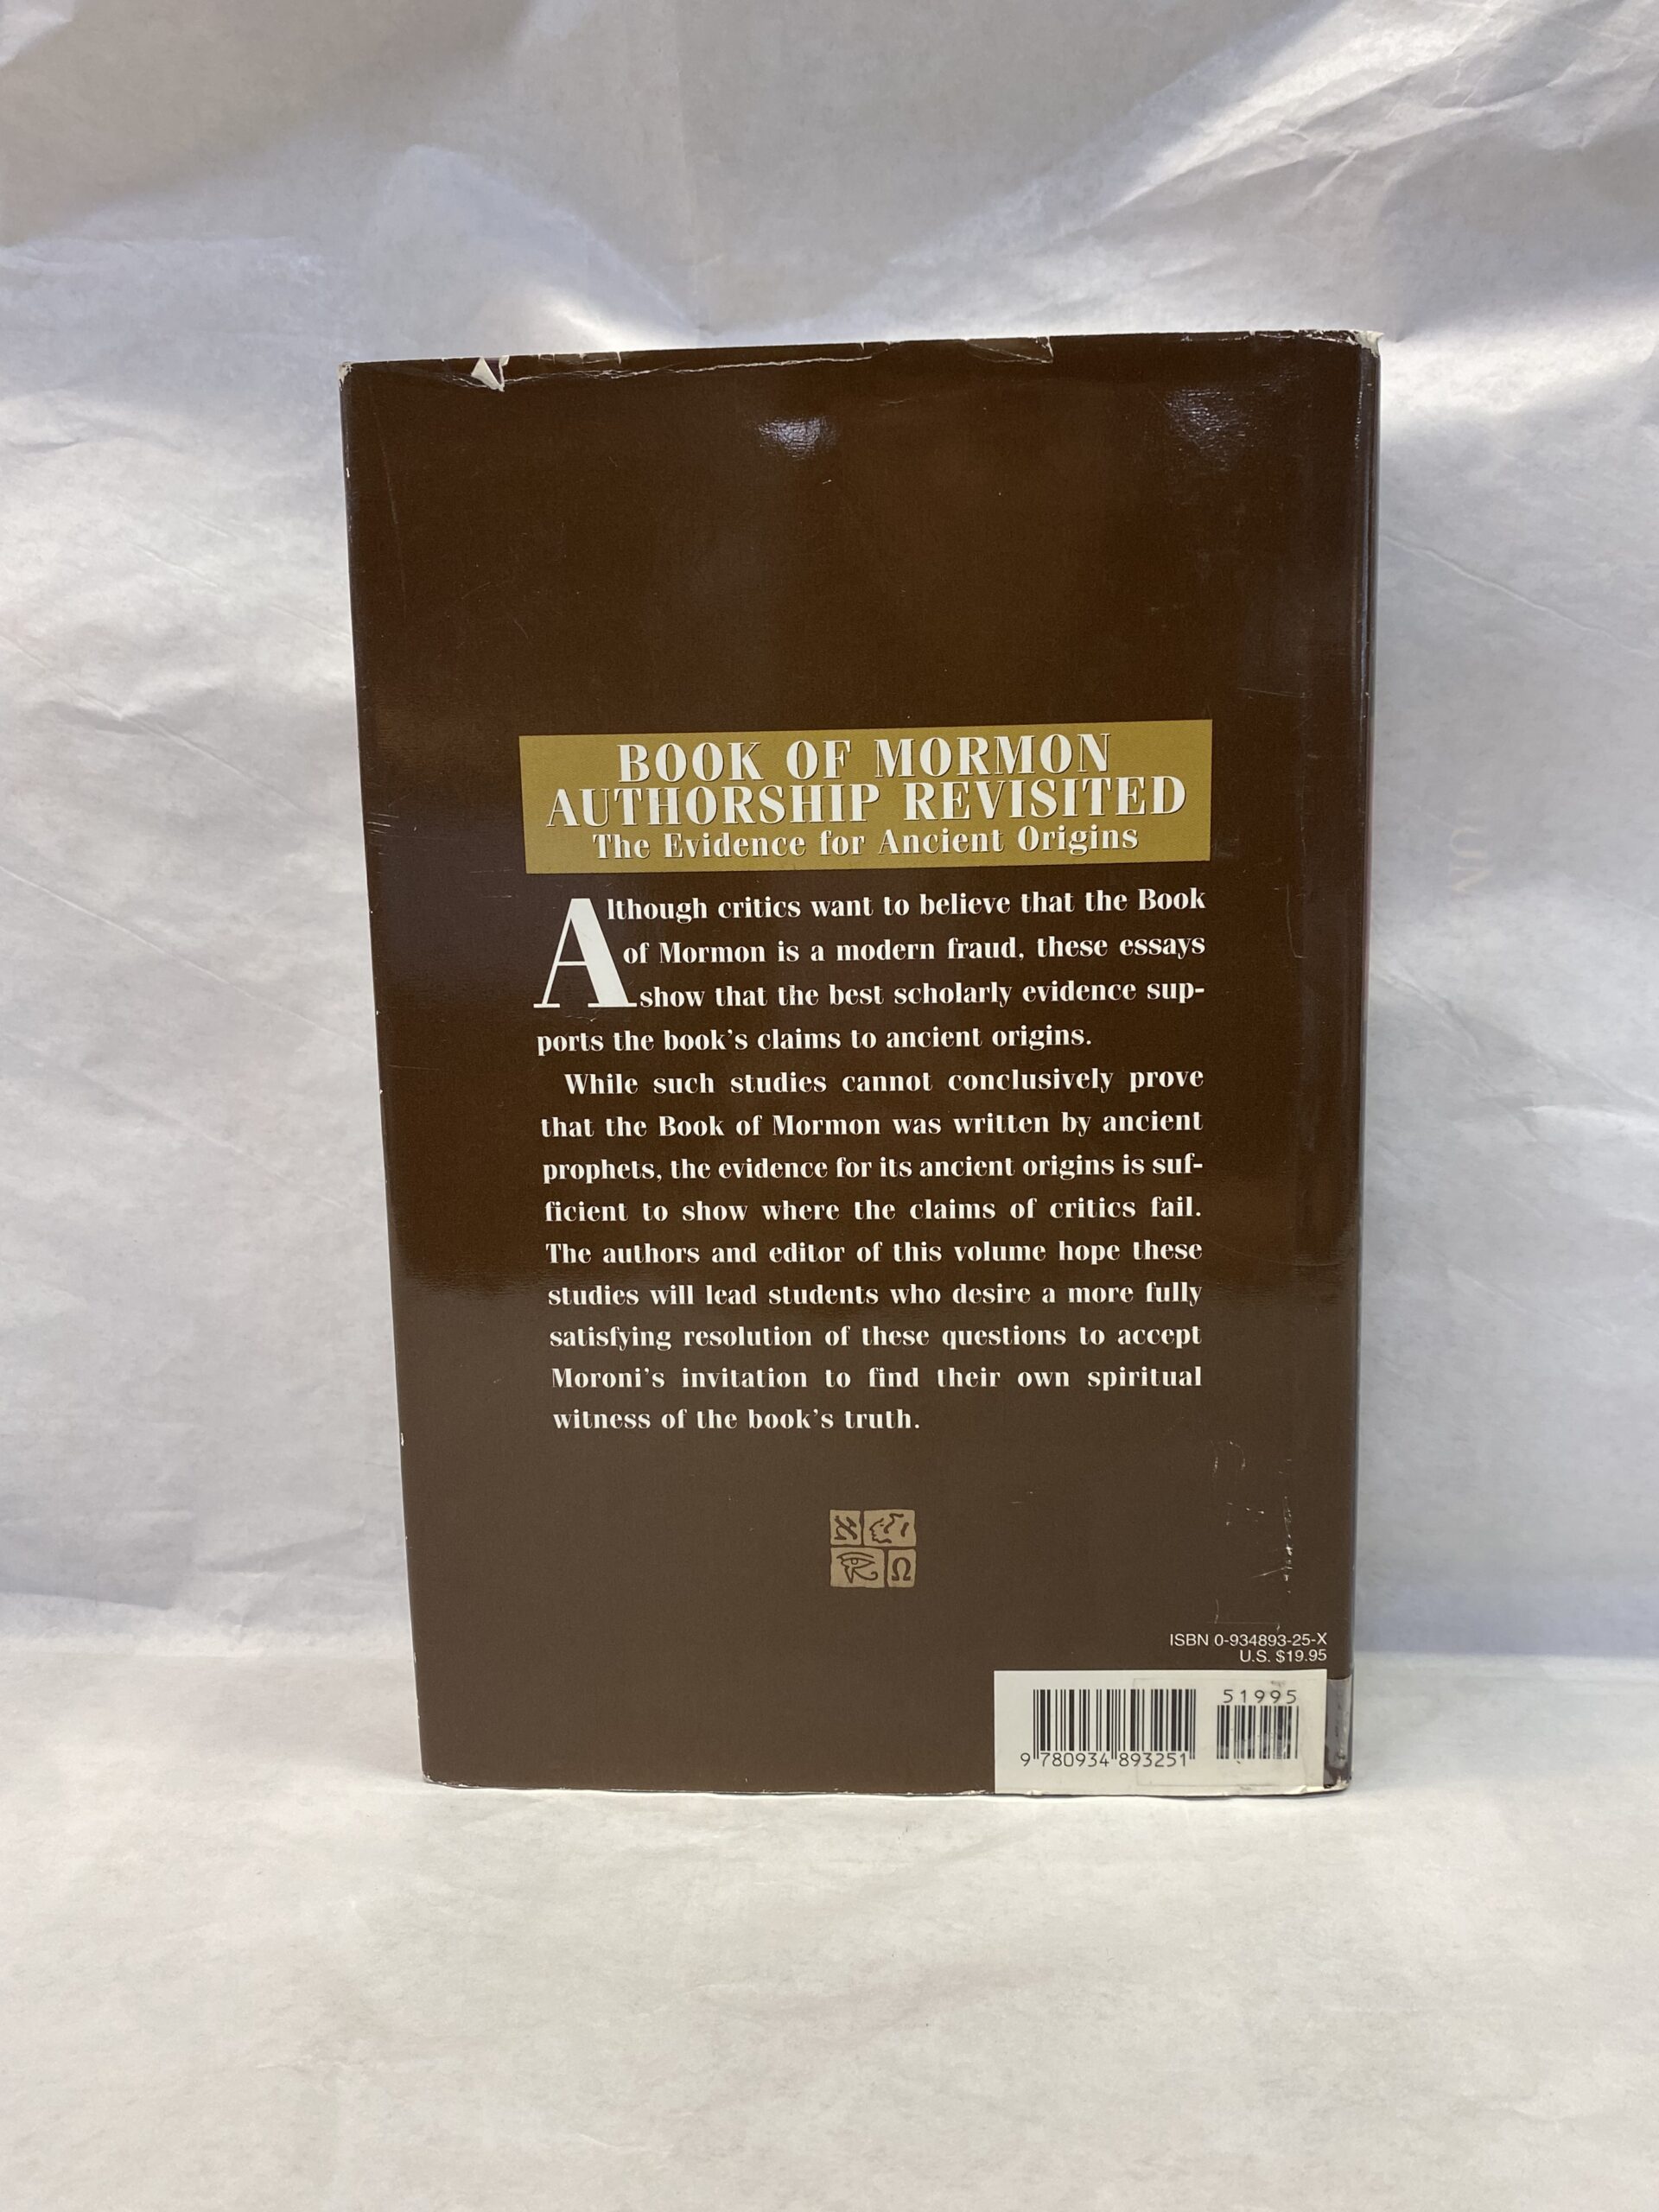 BOOK OF MORMON
AUTHORSHIP REVISITED
The Evidence for Ancient Origins
Although critics want to believe that the Book
of Mormon is a modern fraud, these essays
show that the best scholarly evidence sup-
ports the book's claims to ancient origins.
While such studies cannot conclusively prove
that the Book of Mormon was written by ancient
prophets, the evidence for its ancient origins is suf-
ficient to show where the claims of critics fail.
The authors and editor of this volume hope these
studies will lead students who desire a more fully
satisfying resolution of these questions to accept
Moroni's invitation to find their own spiritual
witness of the book's truth.
א
Ω
ISBN 0-934893-25-X
U.S. $19.95
51995
9 780934 893251